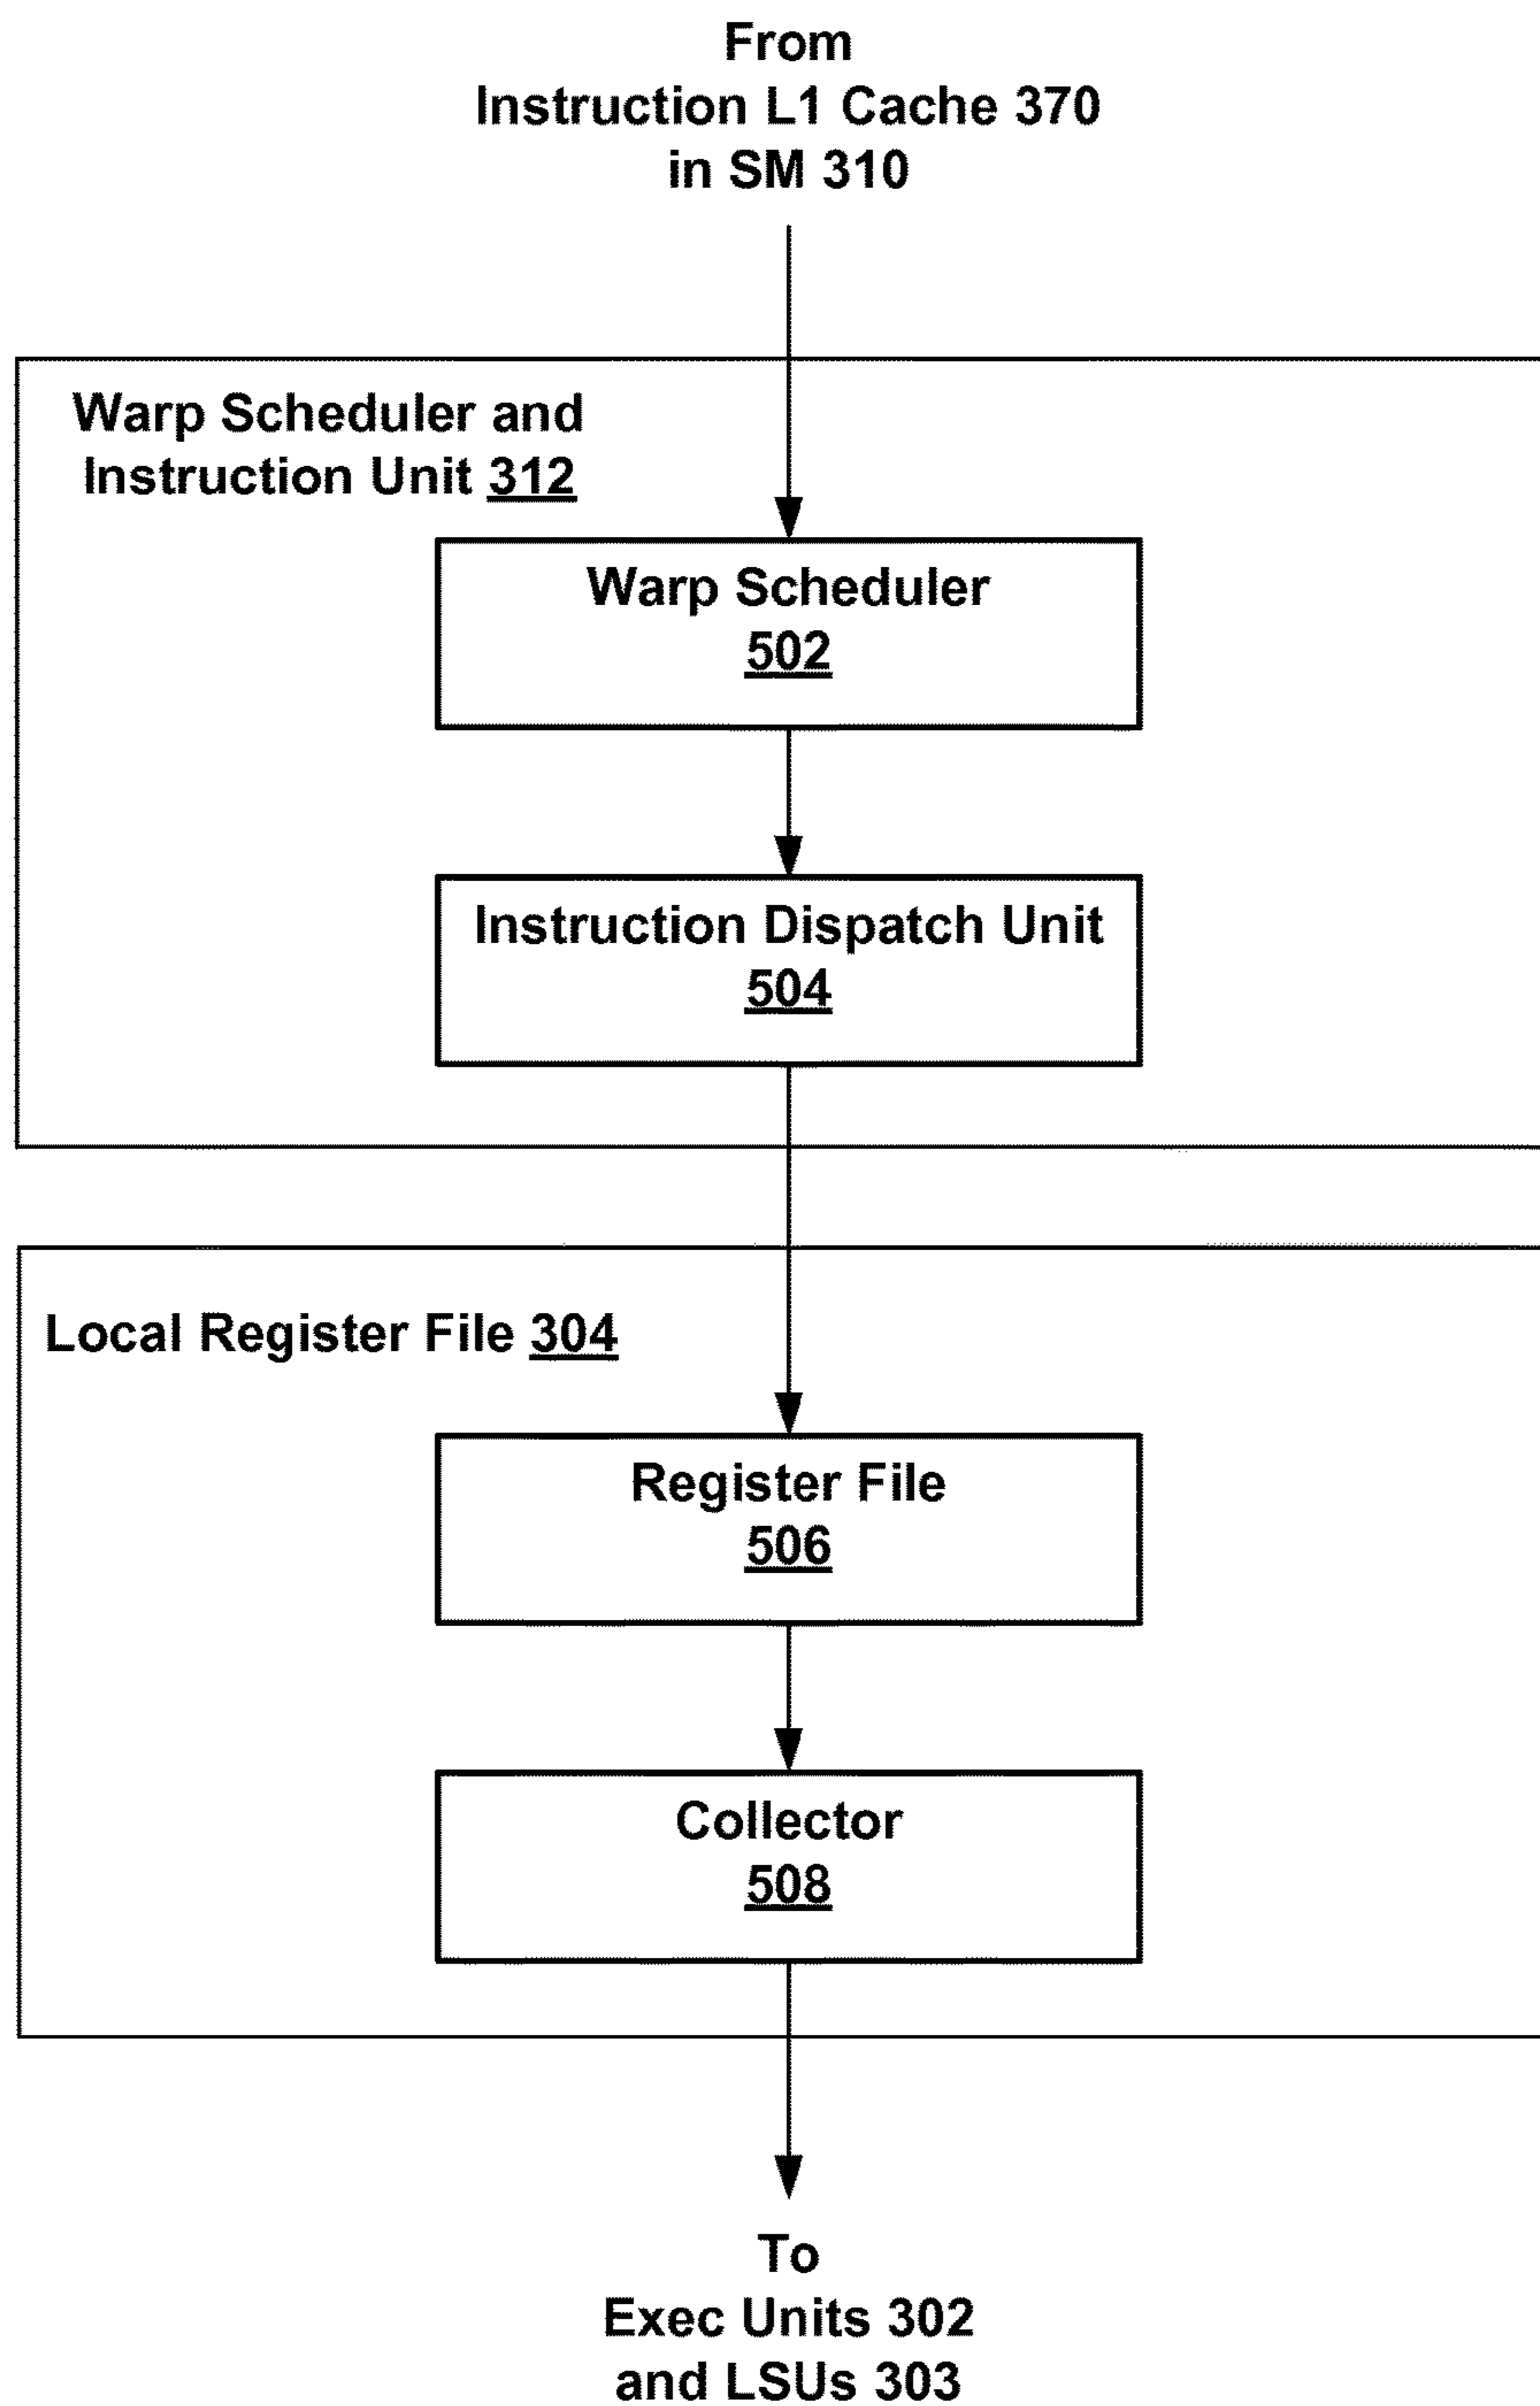 From
Instruction L1 Cache 370
in SM 310
Warp Scheduler and
Instruction Unit 312
Warp Scheduler
502
Instruction Dispatch Unit
504
Local Register File 304
Register File
506
Collector
508
To
Exec Units 302
and LSUs 303